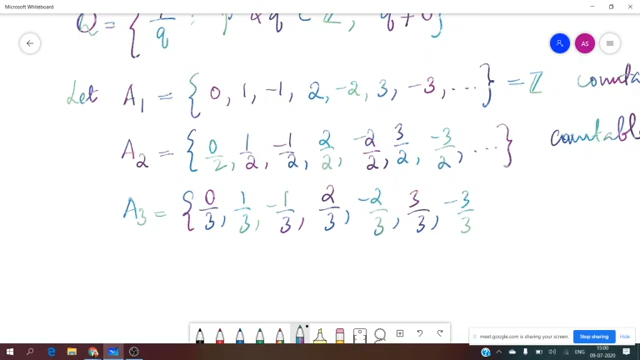 Microsoft Whiteboard
Q = { p/q : p & q ∈ ℤ, q ≠ 0 }
AS
Let A₁ = { 0, 1, -1, 2, -2, 3, -3, ... } = ℤ
A₂ = { 0/2, 1/2, -1/2, 2/2, -2/2, 3/2, -3/2, ... } countabl
A₃ = { 0/3, 1/3, -1/3, 2/3, -2/3, 3/3, -3/3
meet.google.com is sharing your screen.
Stop sharing
Hide
ENG
15:00
09-07-2020